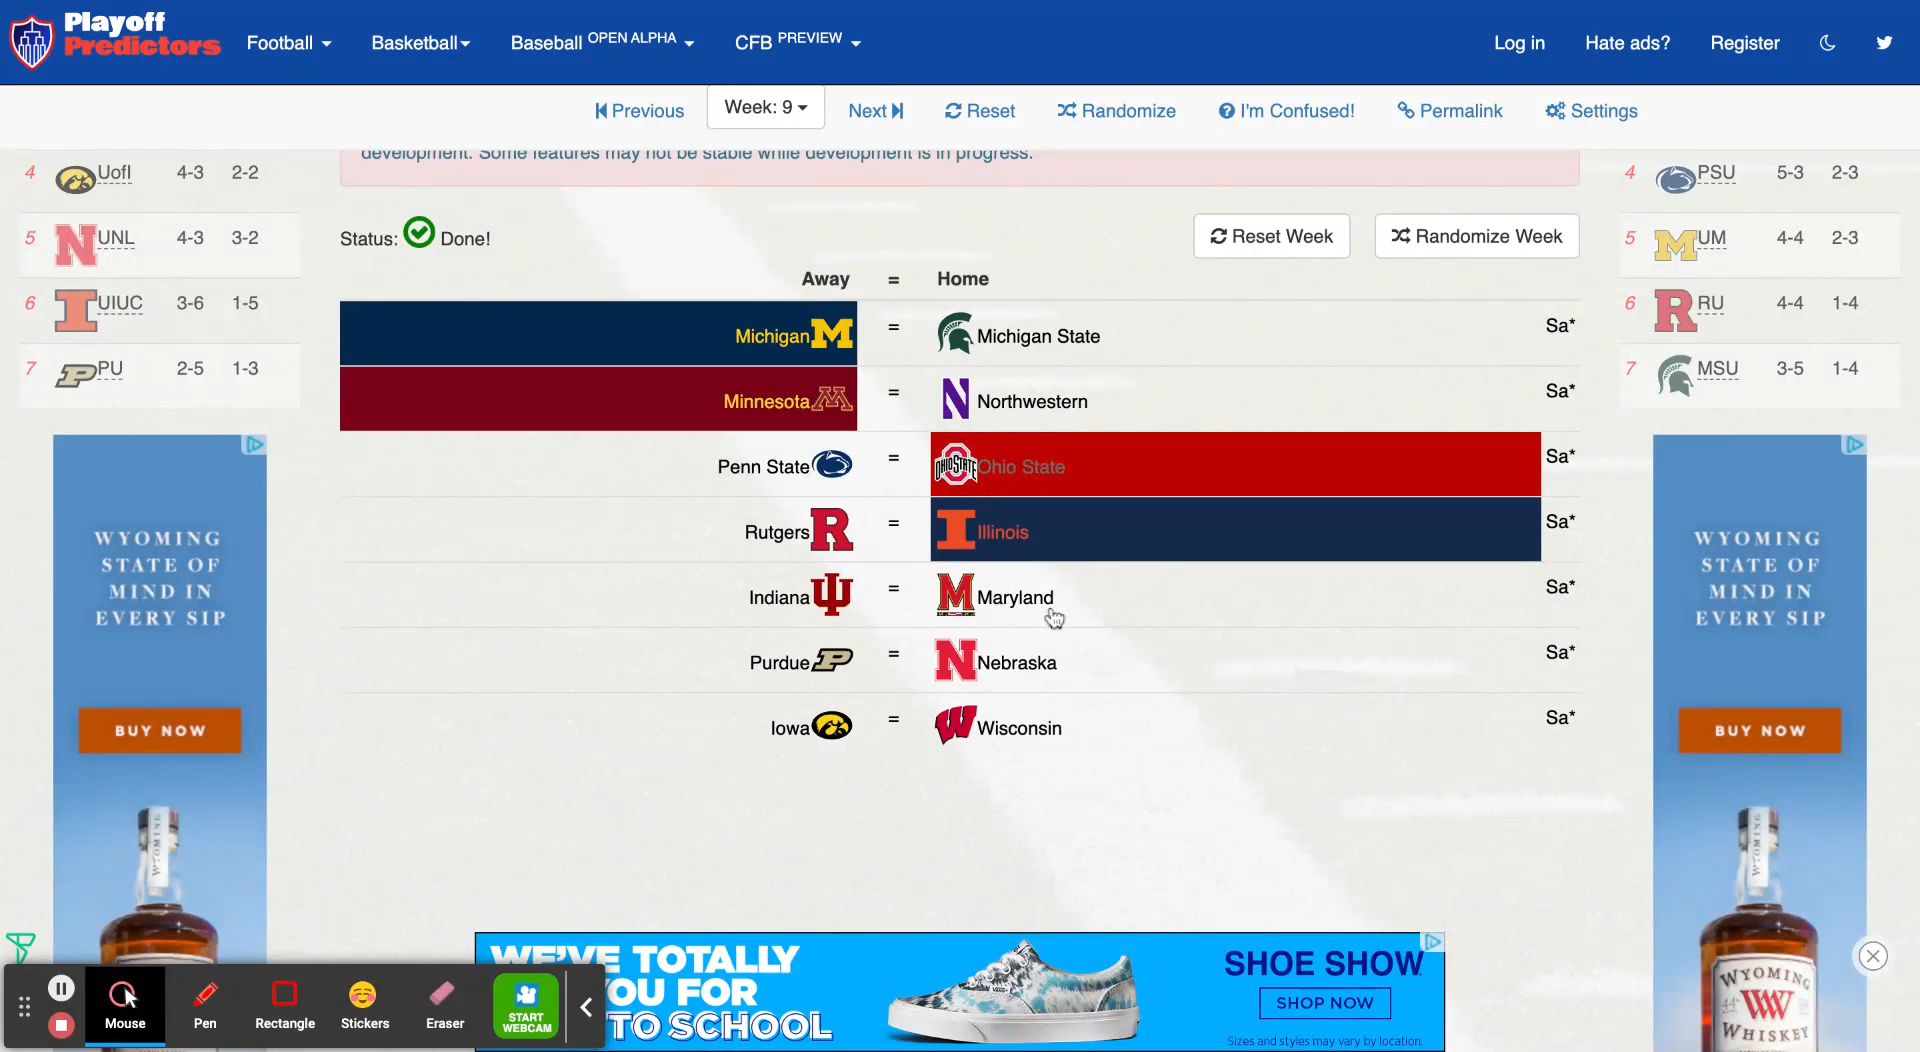 Playoff
Predictors
Football
Basketball
Baseball OPEN ALPHA
CFB PREVIEW
Log in
Hate ads?
Register
Previous
Week: 9
Next
Reset
Randomize
I'm Confused!
Permalink
Settings
development. Some features may not be stable while development is in progress.
4 UofI 4-3 2-2
5 UNL 4-3 3-2
6 UIUC 3-6 1-5
7 PU 2-5 1-3
4 PSU 5-3 2-3
5 UM 4-4 2-3
6 RU 4-4 1-4
7 MSU 3-5 1-4
Status: Done!
Reset Week
Randomize Week
Away = Home
Michigan = Michigan State Sa*
Minnesota = Northwestern Sa*
Penn State = Ohio State Sa*
Rutgers = Illinois Sa*
Indiana = Maryland Sa*
Purdue = Nebraska Sa*
Iowa = Wisconsin Sa*
WYOMING
STATE OF
MIND IN
EVERY SIP
BUY NOW
WYOMING
WYOMING
STATE OF
MIND IN
EVERY SIP
BUY NOW
WYOMING
WYOMING
WHISKEY
WE'VE TOTALLY
YOU FOR
TO SCHOOL
SHOE SHOW
SHOP NOW
Sizes and styles may vary by location.
Mouse
Pen
Rectangle
Stickers
Eraser
START
WEBCAM